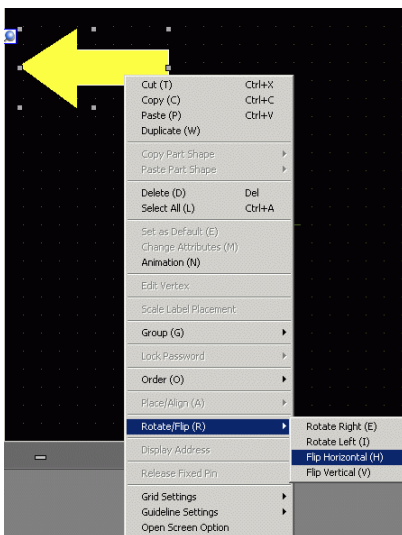 Cut (T) Ctrl+X
Copy (C) Ctrl+C
Paste (P) Ctrl+V
Duplicate (W)
Copy Part Shape
Paste Part Shape
Delete (D) Del
Select All (L) Ctrl+A
Set as Default (E)
Change Attributes (M)
Animation (N)
Edit Vertex
Scale Label Placement
Group (G)
Lock Password
Order (O)
Place/Align (A)
Rotate/Flip (R)
Rotate Right (E)
Rotate Left (I)
Flip Horizontal (H)
Flip Vertical (V)
Display Address
Release Fixed Pin
Grid Settings
Guideline Settings
Open Screen Option